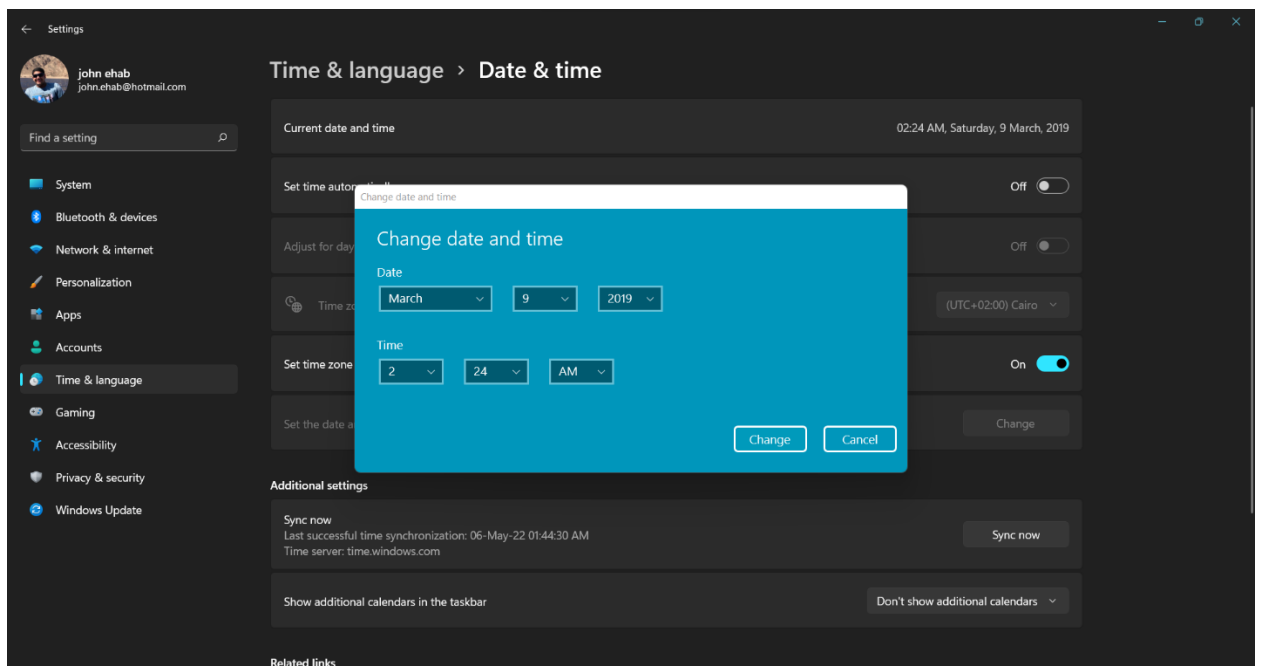 Settings
john ehab
john.ehab@hotmail.com
Find a setting
System
Bluetooth & devices
Network & internet
Personalization
Apps
Accounts
Time & language
Gaming
Accessibility
Privacy & security
Windows Update
Time & language > Date & time
Current date and time 02:24 AM, Saturday, 9 March, 2019
Set time Off
Adjust for day Off
Time (UTC+02:00) Cairo
Set time zone On
Set the date Change
Change date and time
Change date and time
Date
March 9 2019
Time
2 24 AM
Change Cancel
Additional settings
Sync now
Last successful time synchronization: 06-May-22 01:44:30 AM
Time server: time.windows.com
Sync now
Show additional calendars in the taskbar Don't show additional calendars
Related links